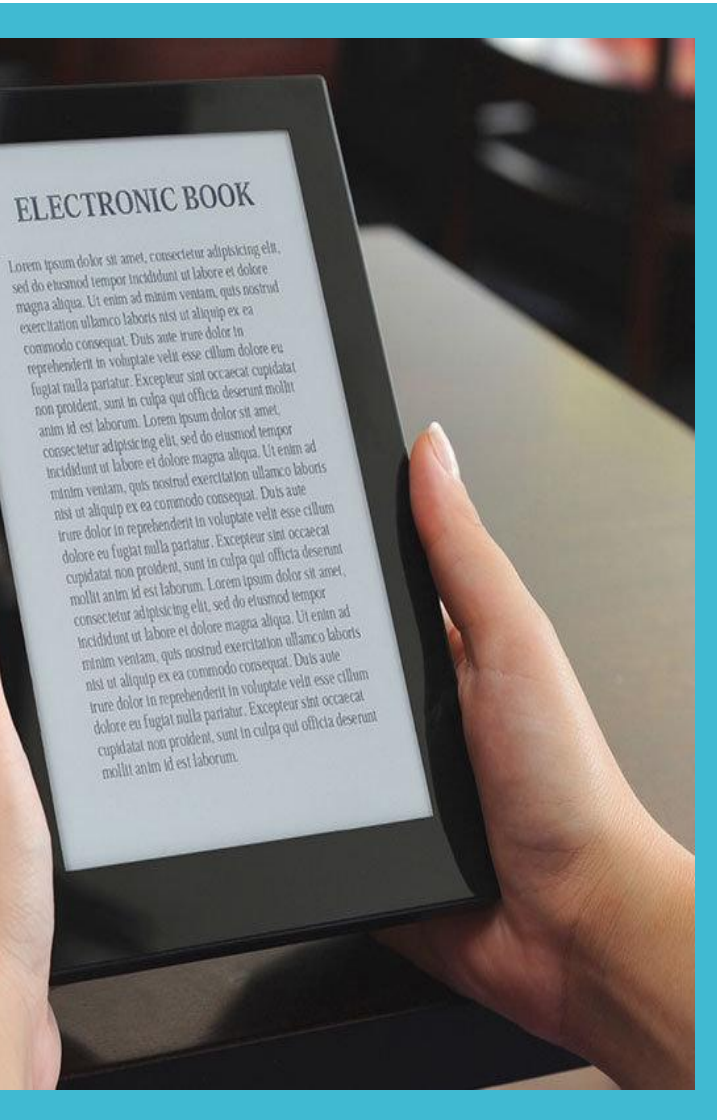 ELECTRONIC BOOK
Lorem ipsum dolor sit amet, consectetur adipisicing elit,
sed do eiusmod tempor incididunt ut labore et dolore
magna aliqua. Ut enim ad minim veniam, quis nostrud
exercitation ullamco laboris nisi ut aliquip ex ea
commodo consequat. Duis aute irure dolor in
reprehenderit in voluptate velit esse cillum dolore eu
fugiat nulla pariatur. Excepteur sint occaecat cupidatat
non proident, sunt in culpa qui officia deserunt mollit
anim id est laborum. Lorem ipsum dolor sit amet,
consectetur adipisicing elit, sed do eiusmod tempor
incididunt ut labore et dolore magna aliqua. Ut enim ad
minim veniam, quis nostrud exercitation ullamco laboris
nisi ut aliquip ex ea commodo consequat. Duis aute
irure dolor in reprehenderit in voluptate velit esse cillum
dolore eu fugiat nulla pariatur. Excepteur sint occaecat
cupidatat non proident, sunt in culpa qui officia deserunt
mollit anim id est laborum. Lorem ipsum dolor sit amet,
consectetur adipisicing elit, sed do eiusmod tempor
incididunt ut labore et dolore magna aliqua. Ut enim ad
minim veniam, quis nostrud exercitation ullamco laboris
nisi ut aliquip ex ea commodo consequat. Duis aute
irure dolor in reprehenderit in voluptate velit esse cillum
dolore eu fugiat nulla pariatur. Excepteur sint occaecat
cupidatat non proident, sunt in culpa qui officia deserunt
mollit anim id est laborum.